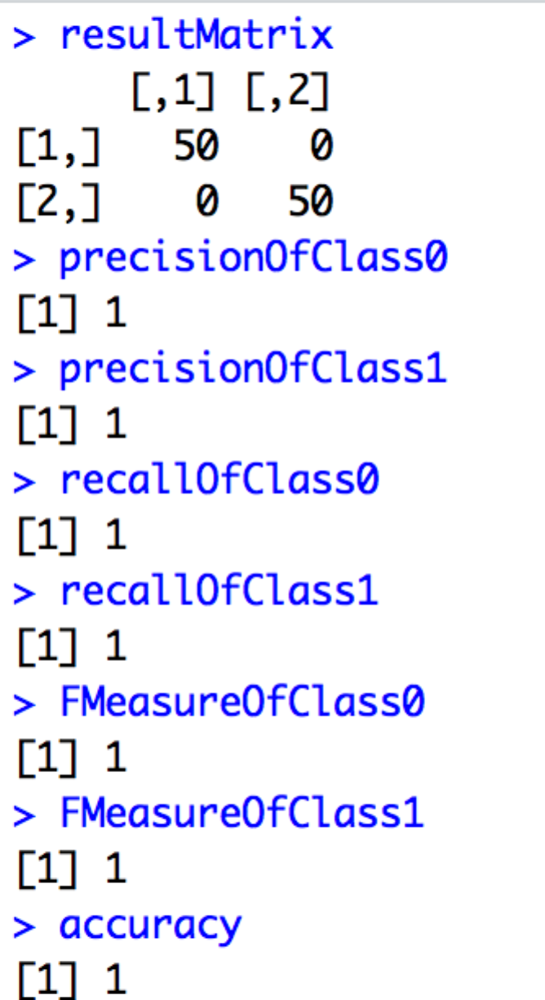 > resultMatrix
     [,1] [,2]
[1,]   50    0
[2,]    0   50
> precisionOfClass0
[1] 1
> precisionOfClass1
[1] 1
> recallOfClass0
[1] 1
> recallOfClass1
[1] 1
> FMeasureOfClass0
[1] 1
> FMeasureOfClass1
[1] 1
> accuracy
[1] 1